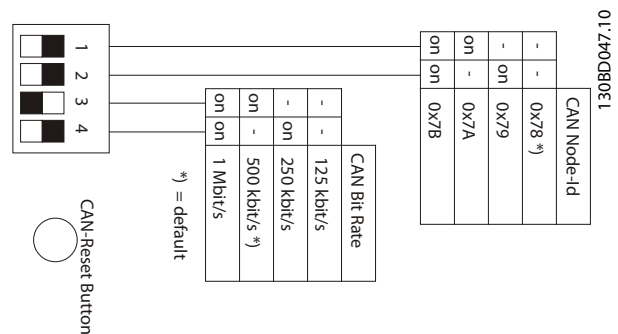 130BD047.10
CAN Node-Id
- - 0x78 *)
- on 0x79
on - 0x7A
on on 0x7B
CAN Bit Rate
- - 125 kbit/s
- on 250 kbit/s
on - 500 kbit/s *)
on on 1 Mbit/s
*) = default
1 2 3 4
CAN-Reset Button